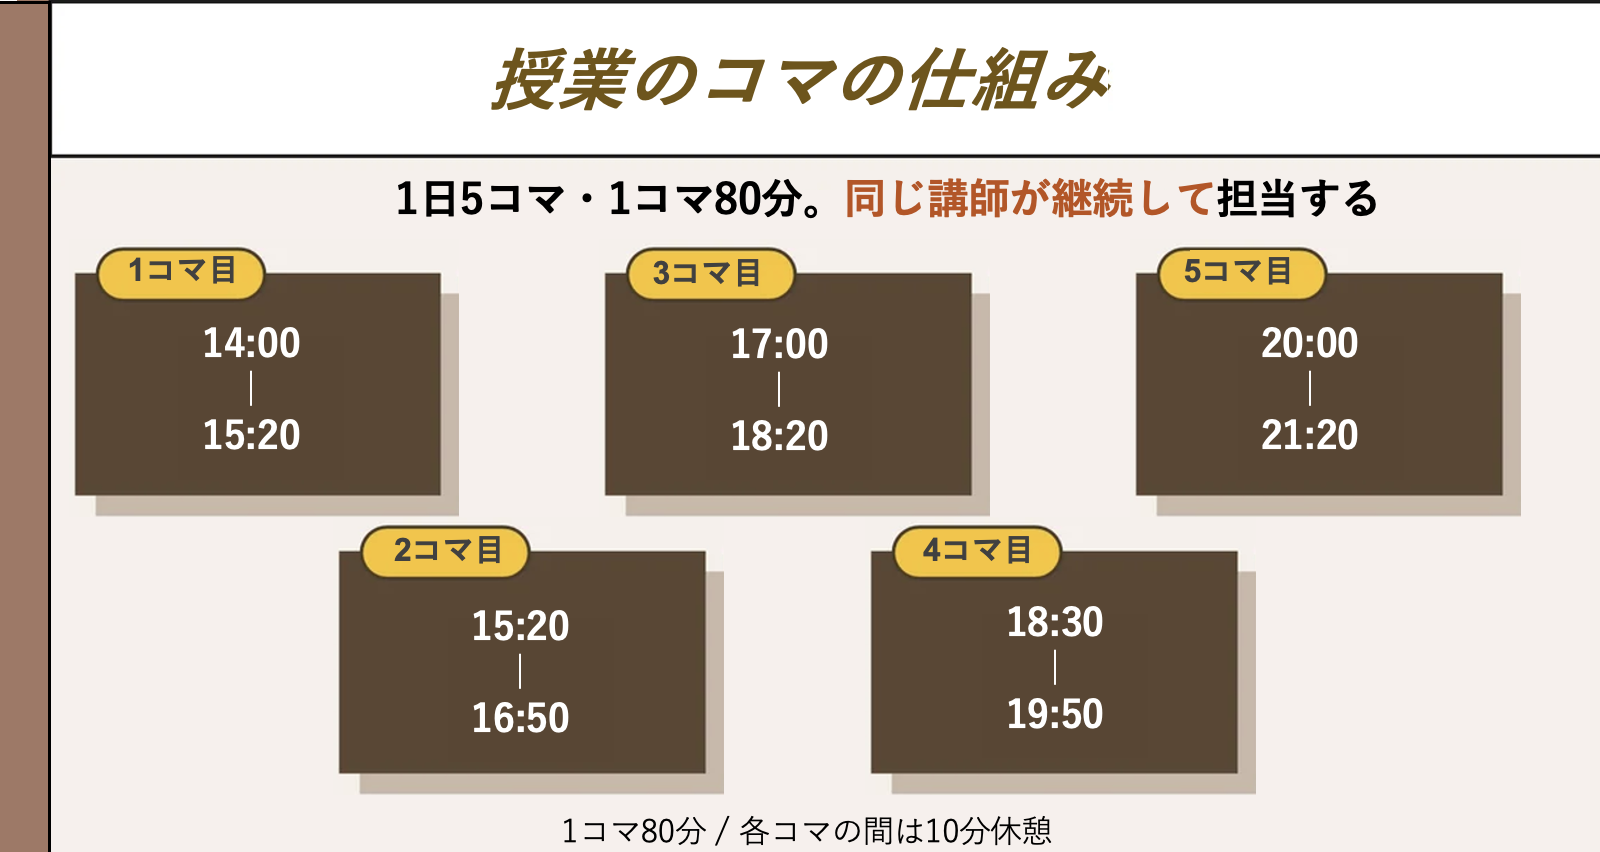 授業のコマの仕組み
1日5コマ・1コマ80分。同じ講師が継続して担当する
1コマ目
14:00
15:20
2コマ目
15:20
16:50
3コマ目
17:00
18:20
4コマ目
18:30
19:50
5コマ目
20:00
21:20
1コマ80分 / 各コマの間は10分休憩